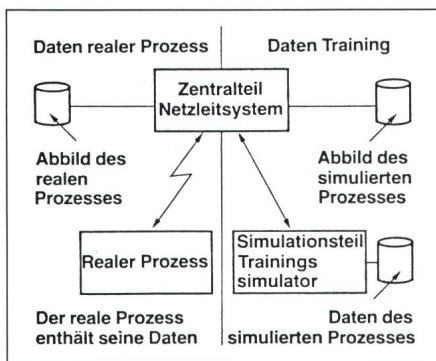 Daten realer Prozess
Daten Training
Zentralteil
Netzleitsystem
Abbild des
realen
Prozesses
Abbild des
simulierten
Prozesses
Realer Prozess
Simulationsteil
Trainings
simulator
Der reale Prozess
enthält seine Daten
Daten des
simulierten Prozesses